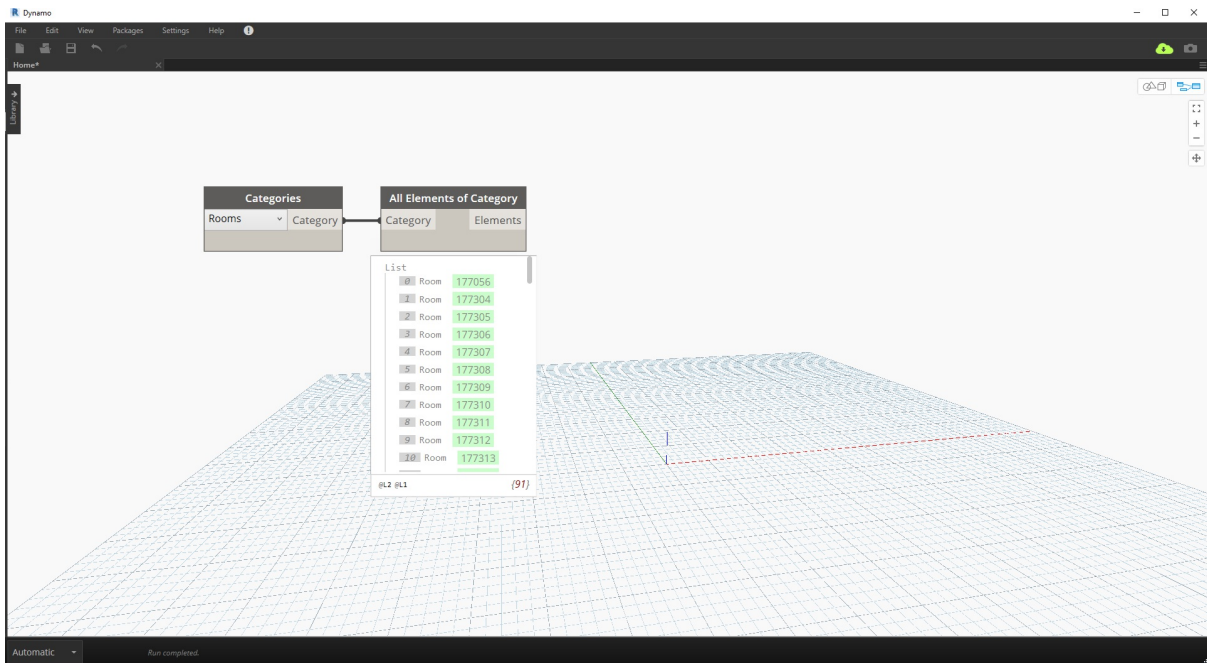 Dynamo
File Edit View Packages Settings Help
Home*
Library
Categories
Rooms Category
All Elements of Category
Category Elements
List
0 Room 177056
1 Room 177304
2 Room 177305
3 Room 177306
4 Room 177307
5 Room 177308
6 Room 177309
7 Room 177310
8 Room 177311
9 Room 177312
10 Room 177313
@L2 @L1 {91}
Automatic Run completed.